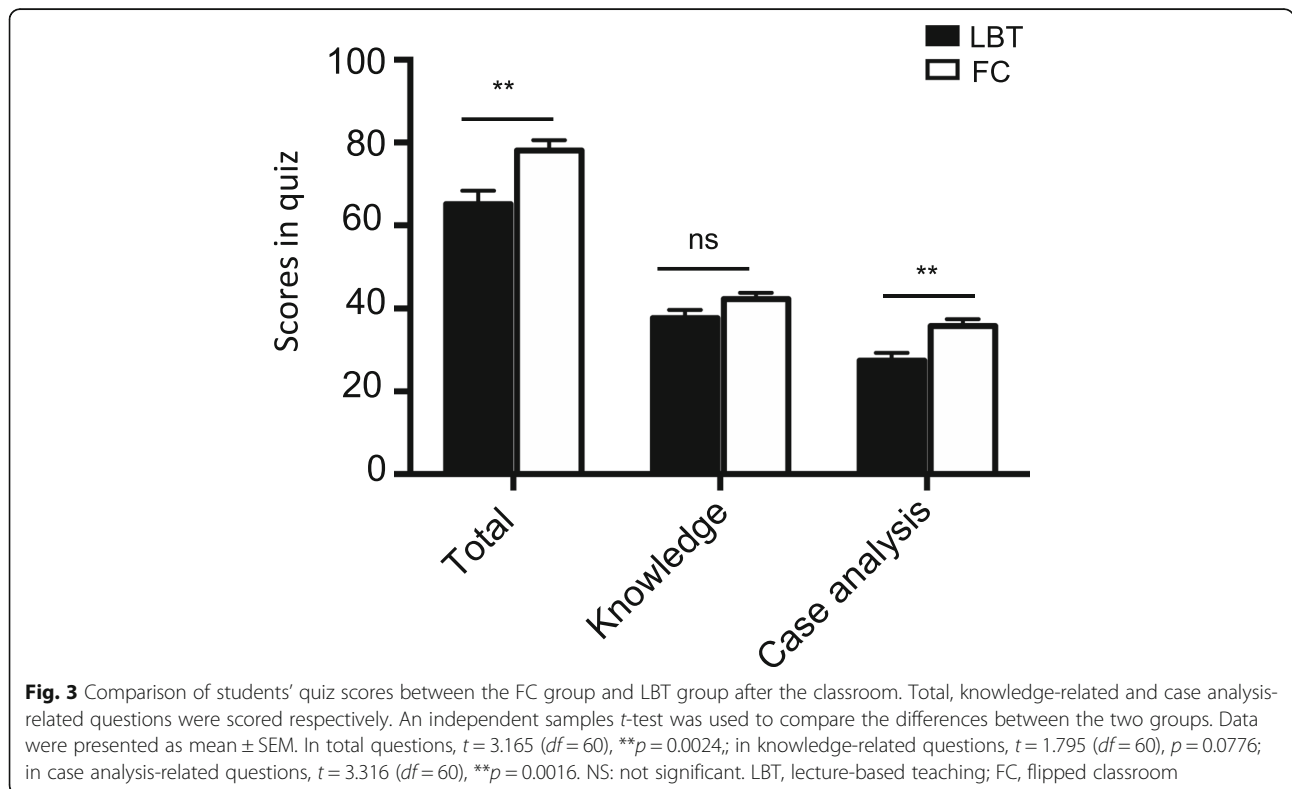 LBT
FC
100
80
60
40
20
0
Scores in quiz
**
ns
**
Total
Knowledge
Case analysis
Fig. 3 Comparison of students’ quiz scores between the FC group and LBT group after the classroom. Total, knowledge-related and case analysis-
related questions were scored respectively. An independent samples t-test was used to compare the differences between the two groups. Data
were presented as mean ± SEM. In total questions, t = 3.165 (df = 60), **p = 0.0024,; in knowledge-related questions, t = 1.795 (df = 60), p = 0.0776;
in case analysis-related questions, t = 3.316 (df = 60), **p = 0.0016. NS: not significant. LBT, lecture-based teaching; FC, flipped classroom